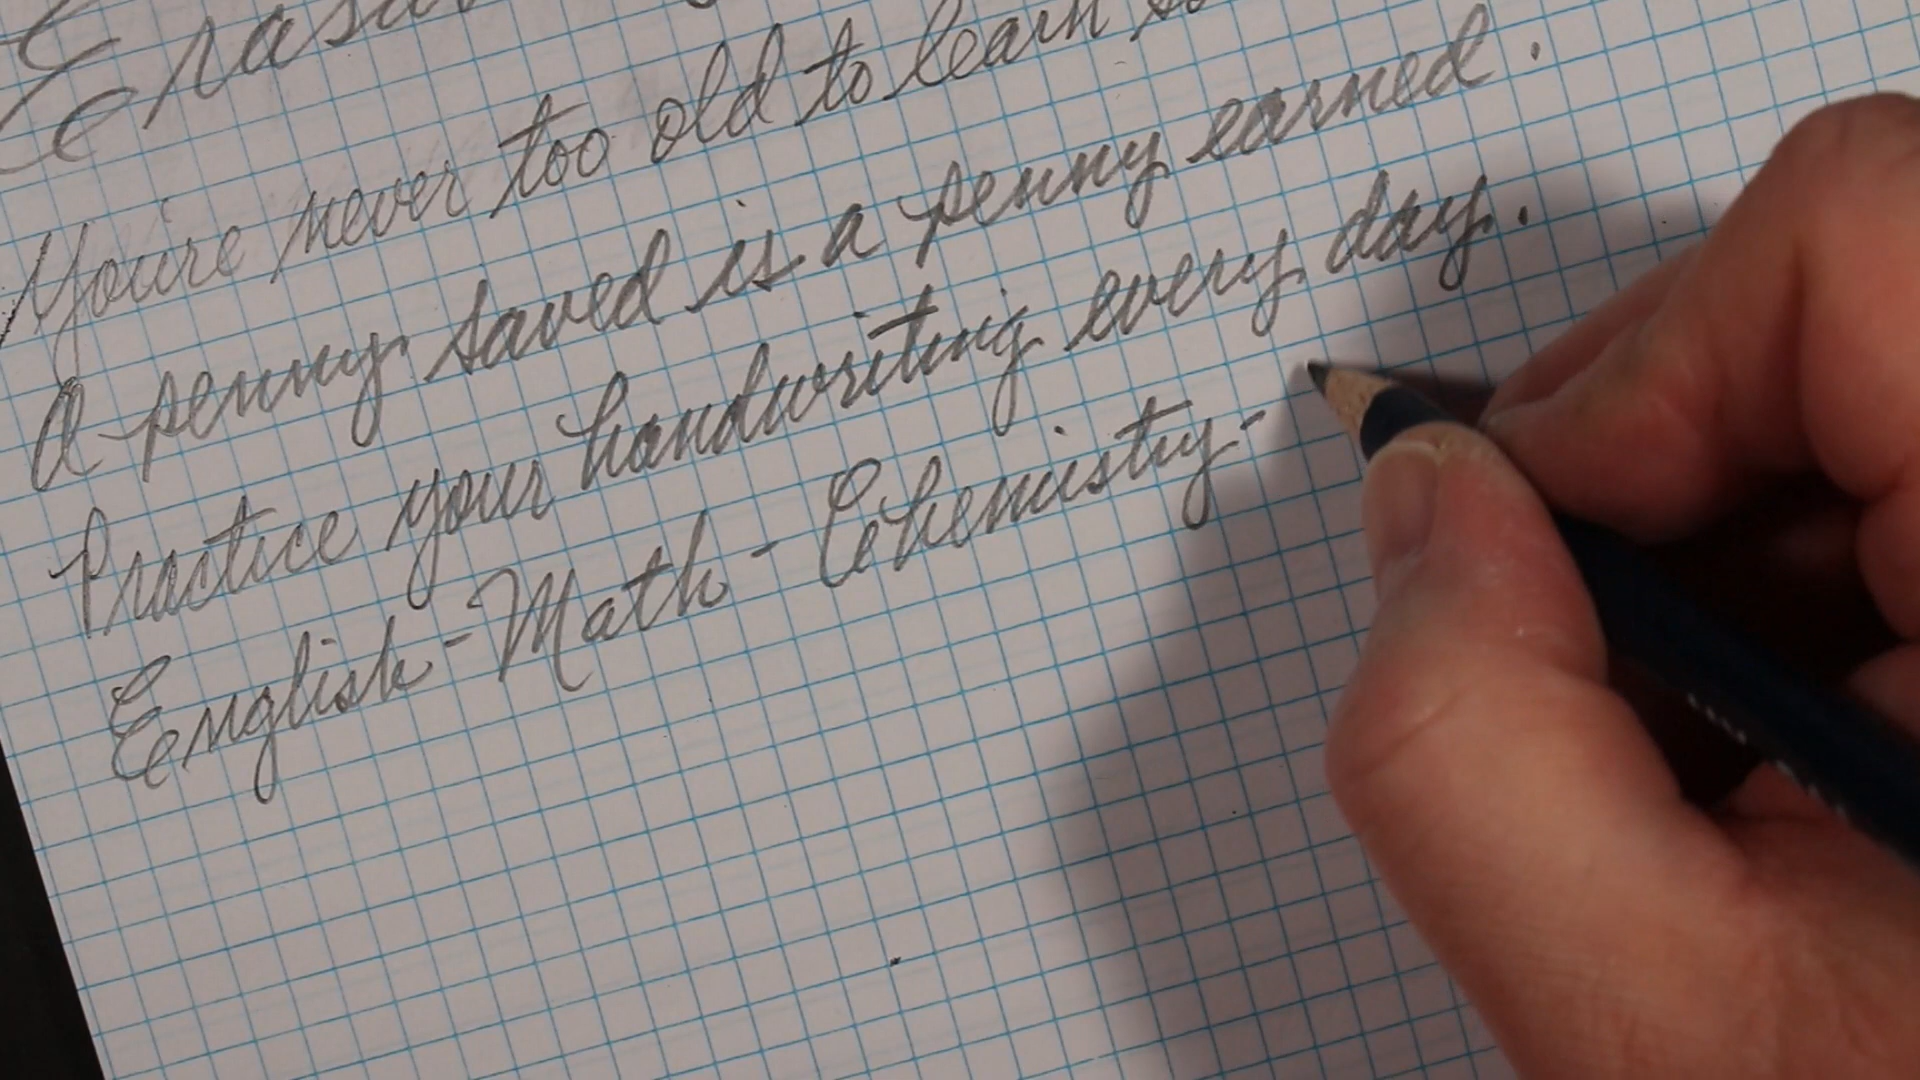 You're never too old to learn so
A penny saved is a penny earned.
Practice your handwriting every day.
English - Math - Chemistry -